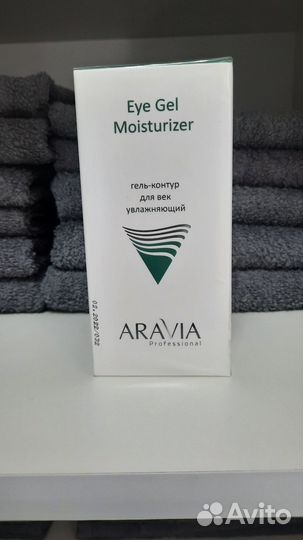 Eye Gel
Moisturizer
гель-контур
для век
увлажняющий
ARAVIA
Professional
Avito